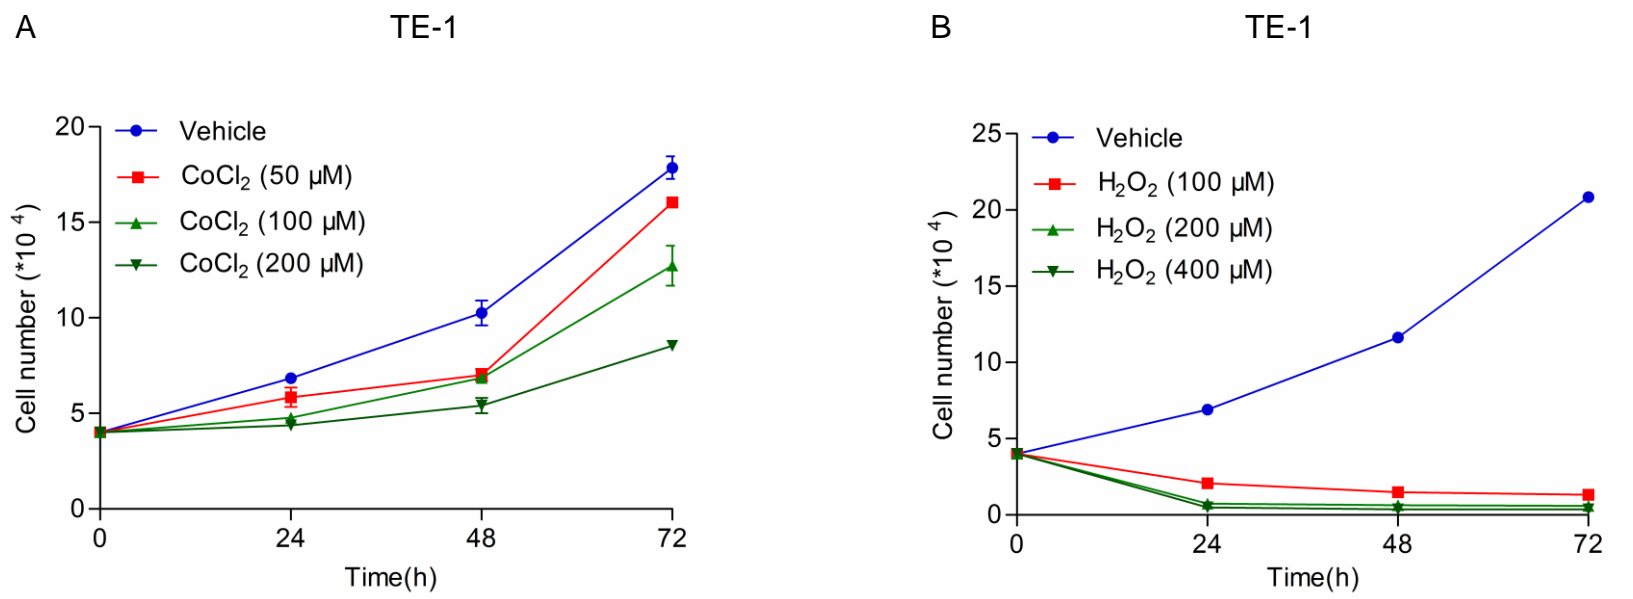 A
TE-1
20
15
10
5
0
Vehicle
CoCl₂ (50 µM)
CoCl₂ (100 µM)
CoCl₂ (200 µM)
Cell number (*10 ⁴)
0 24 48 72
Time(h)
B
TE-1
25
20
15
10
5
0
Vehicle
H₂O₂ (100 µM)
H₂O₂ (200 µM)
H₂O₂ (400 µM)
Cell number (*10 ⁴)
0 24 48 72
Time(h)